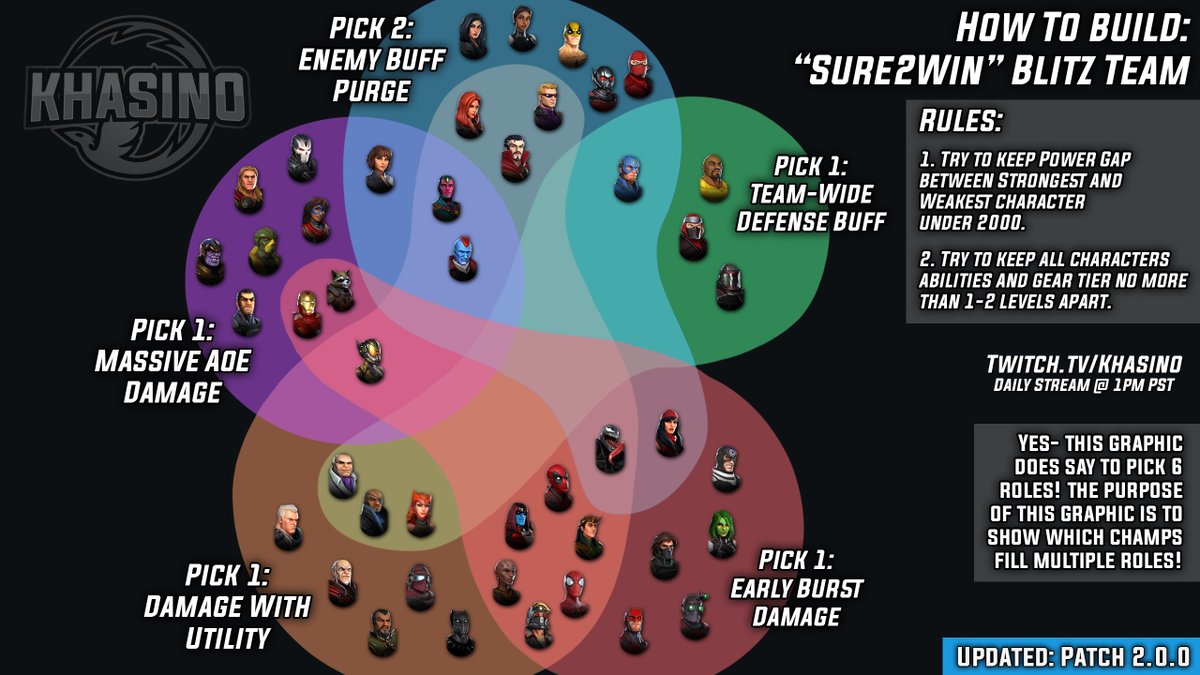 KHASINO
Pick 2:
Enemy Buff
Purge
How To Build:
“Sure2Win” Blitz Team
Rules:
1. Try to keep Power Gap
between Strongest and
Weakest character
under 2000.
2. Try to keep all characters
abilities and gear tier no more
than 1-2 levels apart.
Pick 1:
Team-Wide
Defense Buff
Pick 1:
Massive AoE
Damage
Twitch.tv/Khasino
Daily Stream @ 1PM PST
Yes- this graphic
does say to pick 6
roles! The purpose
of this graphic is to
show which champs
fill multiple roles!
Pick 1:
Damage With
Utility
Pick 1:
Early Burst
Damage
Updated: Patch 2.0.0